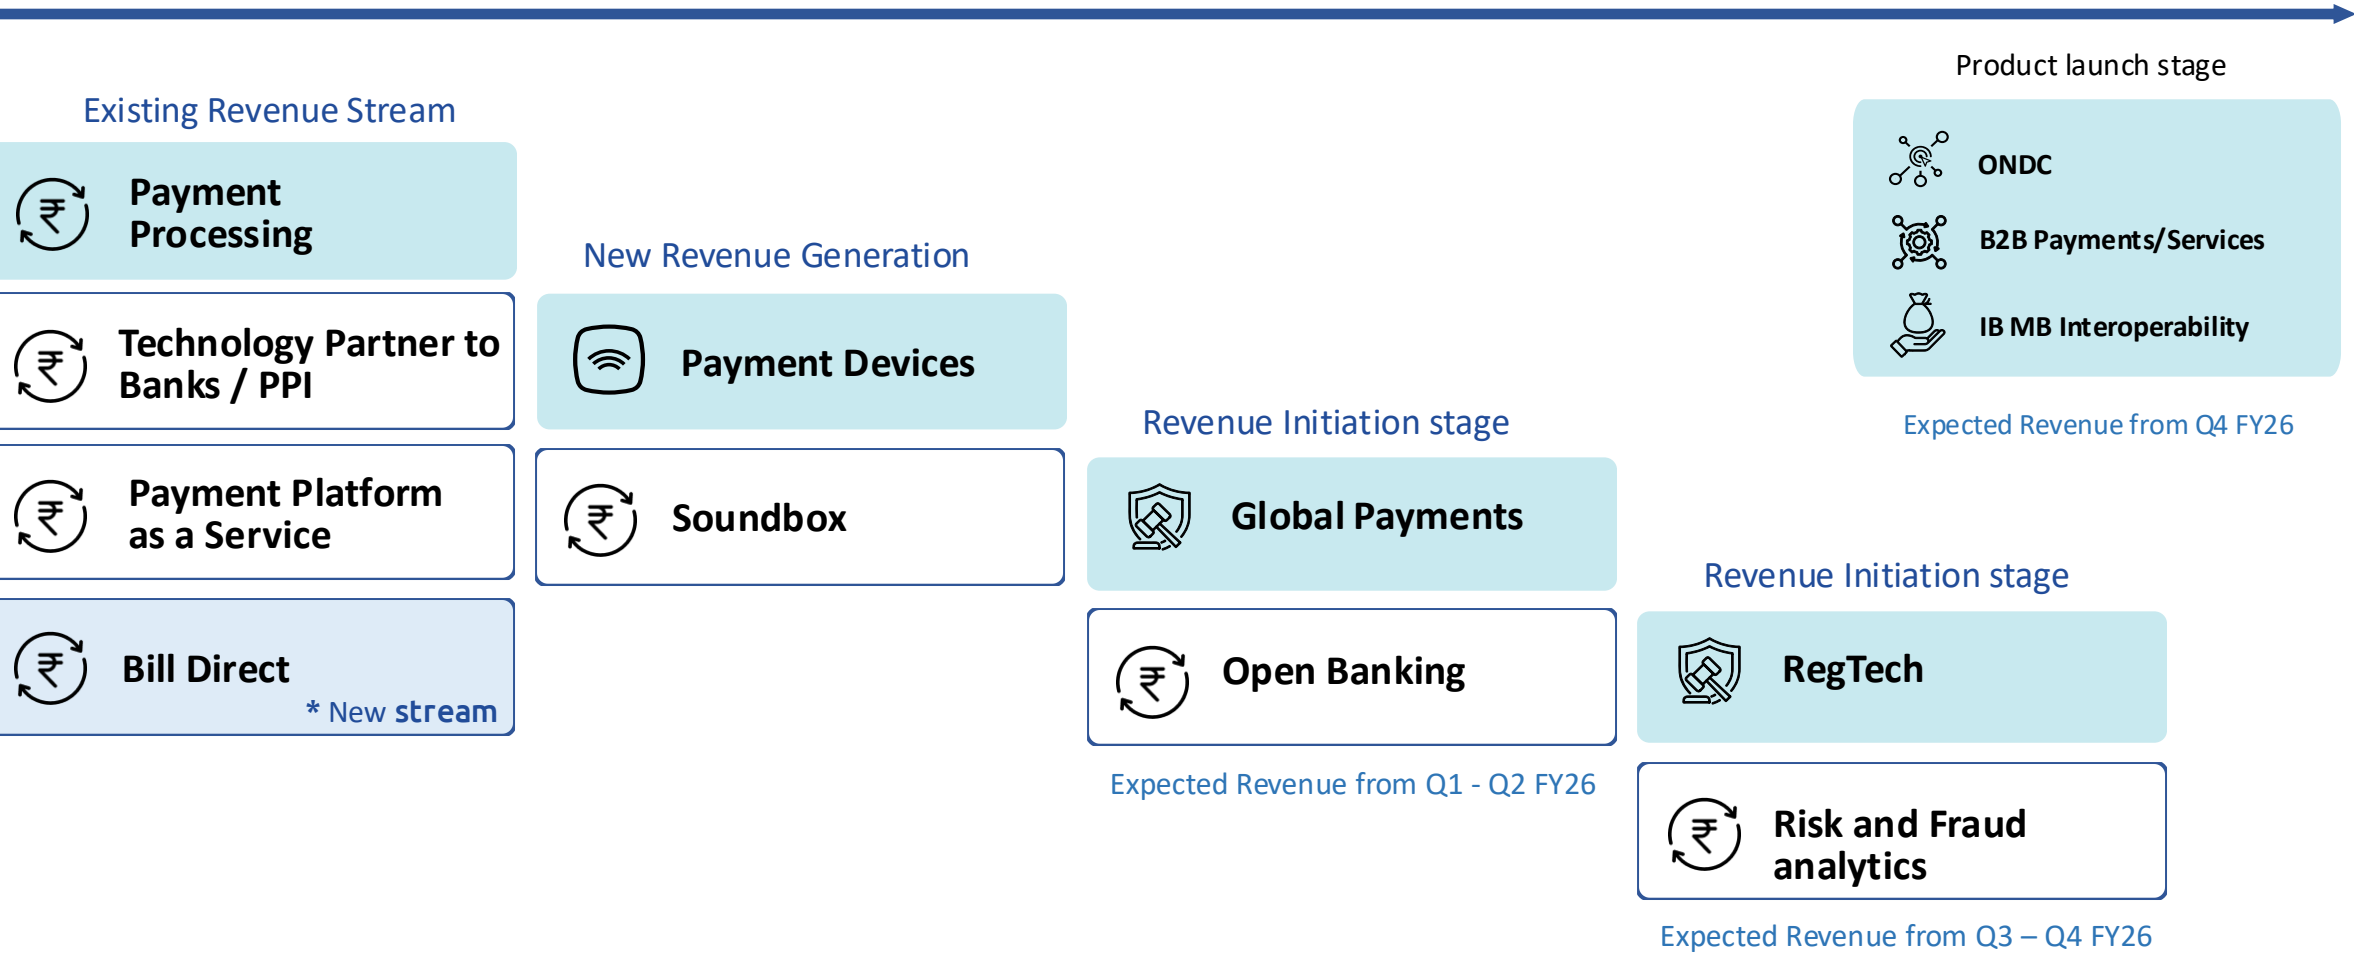 Existing Revenue Stream
Payment
Processing
Technology Partner to
Banks / PPI
Payment Platform
as a Service
Bill Direct
* New stream
New Revenue Generation
Payment Devices
Soundbox
Revenue Initiation stage
Global Payments
Open Banking
Expected Revenue from Q1 - Q2 FY26
Revenue Initiation stage
RegTech
Risk and Fraud
analytics
Expected Revenue from Q3 – Q4 FY26
Product launch stage
ONDC
B2B Payments/Services
IB MB Interoperability
Expected Revenue from Q4 FY26